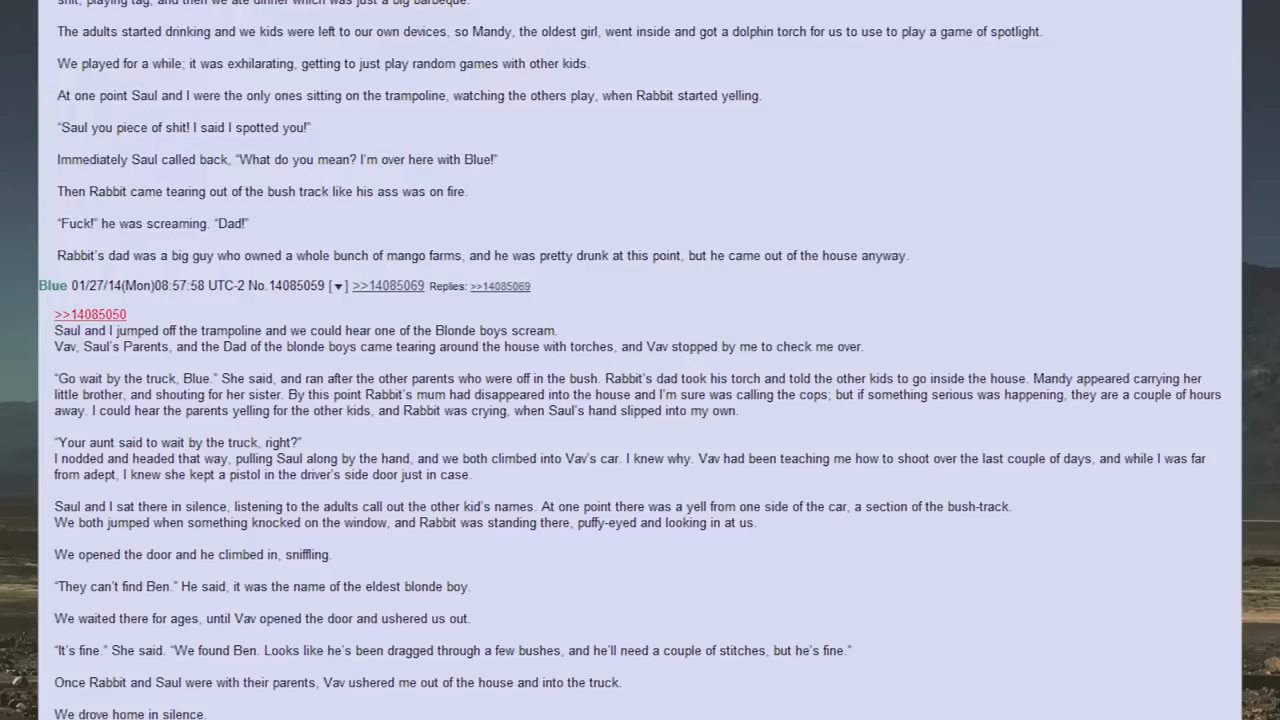 shit, playing tag, and then we ate dinner which was just a big barbeque.
The adults started drinking and we kids were left to our own devices, so Mandy, the oldest girl, went inside and got a dolphin torch for us to use to play a game of spotlight.
We played for a while; it was exhilarating, getting to just play random games with other kids.
At one point Saul and I were the only ones sitting on the trampoline, watching the others play, when Rabbit started yelling.
“Saul you piece of shit! I said I spotted you!”
Immediately Saul called back, “What do you mean? I’m over here with Blue!”
Then Rabbit came tearing out of the bush track like his ass was on fire.
“Fuck!” he was screaming. “Dad!”
Rabbit’s dad was a big guy who owned a whole bunch of mango farms, and he was pretty drunk at this point, but he came out of the house anyway.
Blue 01/27/14(Mon)08:57:58 UTC-2 No.14085059 [▼] >>14085069 Replies: >>14085069
>>14085050
Saul and I jumped off the trampoline and we could hear one of the Blonde boys scream.
Vav, Saul’s Parents, and the Dad of the blonde boys came tearing around the house with torches, and Vav stopped by me to check me over.
“Go wait by the truck, Blue.” She said, and ran after the other parents who were off in the bush. Rabbit’s dad took his torch and told the other kids to go inside the house. Mandy appeared carrying her
little brother, and shouting for her sister. By this point Rabbit’s mum had disappeared into the house and I’m sure was calling the cops; but if something serious was happening, they are a couple of hours
away. I could hear the parents yelling for the other kids, and Rabbit was crying, when Saul’s hand slipped into my own.
“Your aunt said to wait by the truck, right?”
I nodded and headed that way, pulling Saul along by the hand, and we both climbed into Vav’s car. I knew why. Vav had been teaching me how to shoot over the last couple of days, and while I was far
from adept, I knew she kept a pistol in the driver’s side door just in case.
Saul and I sat there in silence, listening to the adults call out the other kid’s names. At one point there was a yell from one side of the car, a section of the bush-track.
We both jumped when something knocked on the window, and Rabbit was standing there, puffy-eyed and looking in at us.
We opened the door and he climbed in, sniffling.
“They can’t find Ben.” He said, it was the name of the eldest blonde boy.
We waited there for ages, until Vav opened the door and ushered us out.
“It’s fine.” She said. “We found Ben. Looks like he’s been dragged through a few bushes, and he’ll need a couple of stitches, but he’s fine.”
Once Rabbit and Saul were with their parents, Vav ushered me out of the house and into the truck.
We drove home in silence.